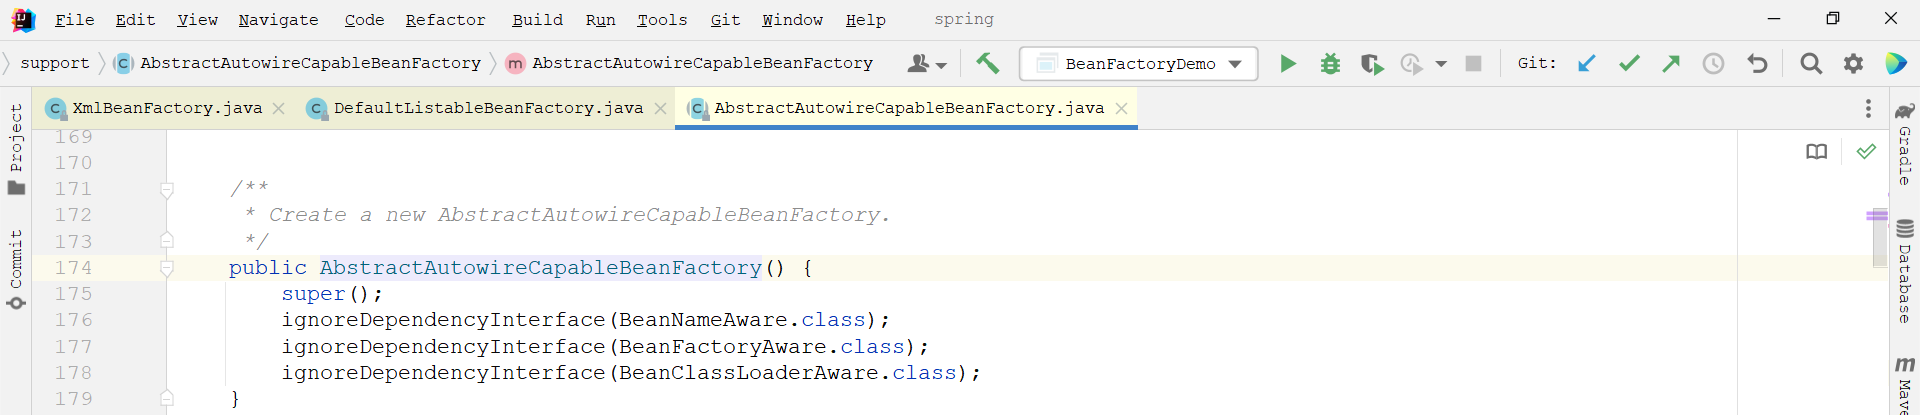 File Edit View Navigate Code Refactor Build Run Tools Git Window Help spring
support AbstractAutowireCapableBeanFactory m AbstractAutowireCapableBeanFactory BeanFactoryDemo Git:
XmlBeanFactory.java DefaultListableBeanFactory.java AbstractAutowireCapableBeanFactory.java
Project
Commit
169
170
171 /**
172 * Create a new AbstractAutowireCapableBeanFactory.
173 */
174 public AbstractAutowireCapableBeanFactory() {
175 super();
176 ignoreDependencyInterface(BeanNameAware.class);
177 ignoreDependencyInterface(BeanFactoryAware.class);
178 ignoreDependencyInterface(BeanClassLoaderAware.class);
179 }
Gradle
Database
m Mave